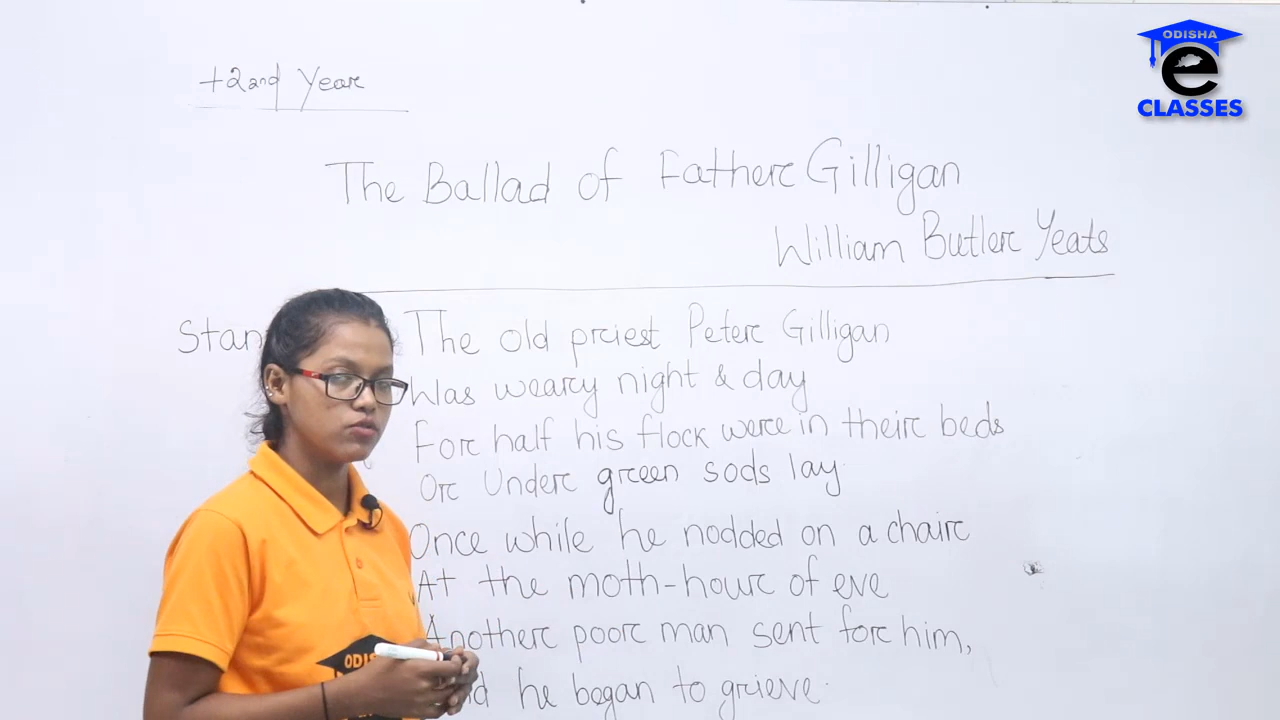 ODISHA
e
CLASSES
+2 2nd Year
The Ballad of Father Gilligan
William Butler Yeats
Stan
The old priest Peter Gilligan
Was weary night & day
For half his flock were in their beds
Or Under green sods lay
Once while he nodded on a chair
At the moth-hour of eve
Another poor man sent for him,
he began to grieve.
ODIS